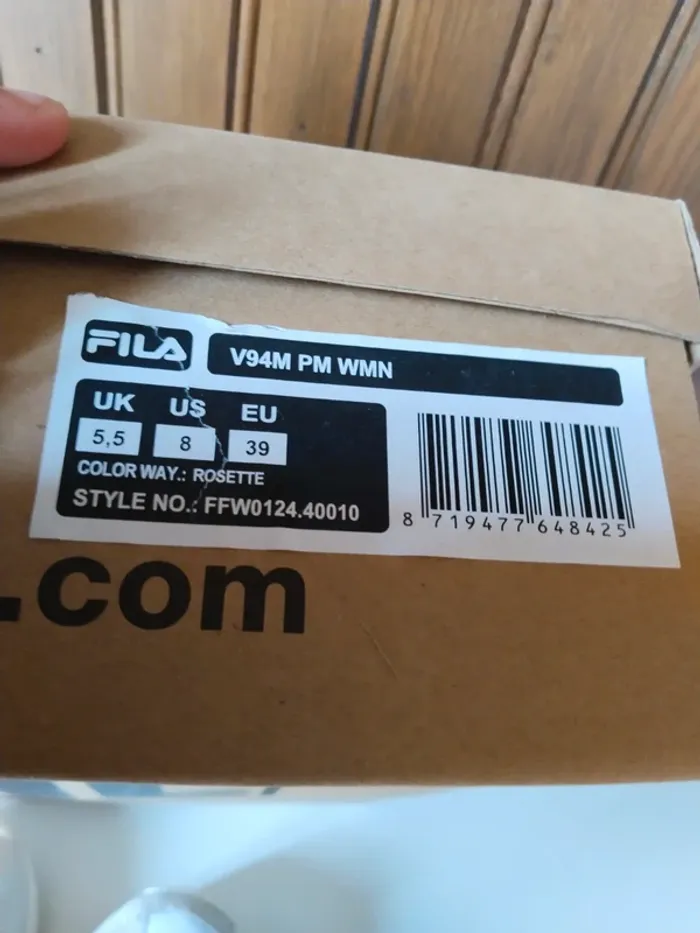 FILA
V94M PM WMN
UK US EU
5,5 8 39
COLOR WAY.: ROSETTE
STYLE NO.: FFW0124.40010
8 719477 648425
.com